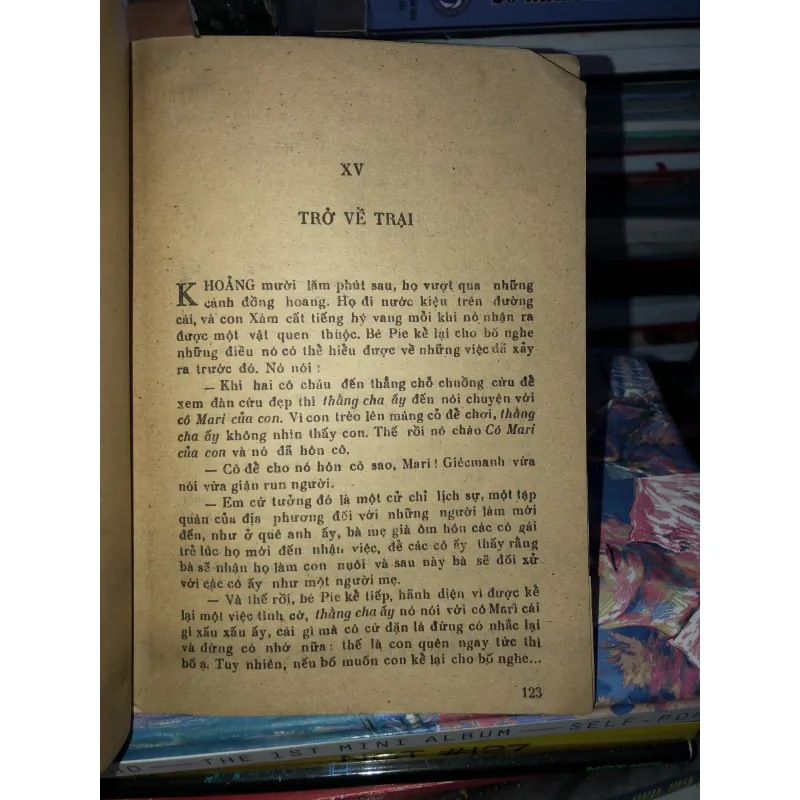 XV
TRỞ VỀ TRẠI
KHOẢNG mười lăm phút sau, họ vượt qua những
cánh đồng hoang. Họ đi nước kiệu trên đường
cái, và con Xám cất tiếng hý vang mỗi khi nó nhận ra
được một vật quen thuộc. Bé Pie kể lại cho bố nghe
những điều nó có thể hiểu được về những việc đã xảy
ra trước đó. Nó nói :
— Khi hai cô cháu đến thẳng chỗ chuồng cừu để
xem đàn cừu đẹp thì thằng cha ấy đến nói chuyện với
cô Mari của con. Vì con trèo lên máng cỏ để chơi, thằng
cha ấy không nhìn thấy con. Thế rồi nó chào Cô Mari
của con và nó đã hôn cô.
— Cô để cho nó hôn cô sao, Mari ! Giécmanh vừa
nói vừa giận run người.
— Em cứ tưởng đó là một cử chỉ lịch sự, một tập
quán của địa phương đối với những người làm mới
đến, như ở quê anh ấy, bà mẹ già ôm hôn các cô gái
trẻ lúc họ mới đến nhận việc, để các cô ấy thấy rằng
bà sẽ nhận họ làm con nuôi và sau này bà sẽ đối xử
với các cô ấy như một người mẹ.
— Và thế rồi, bé Pie kể tiếp, hãnh diện vì được kể
lại một việc tình cờ, thằng cha ấy nó nói với cô Mari cái
gì xấu xấu ấy, cái gì mà cô cứ dặn là đừng có nhắc lại
và đừng có nhớ nữa : thế là con quên ngay tức thì
bố ạ. Tuy nhiên, nếu bố muốn con kể lại cho bố nghe...
123
THE 1ST MINI ALBUM
SELF-PO
NCT #127